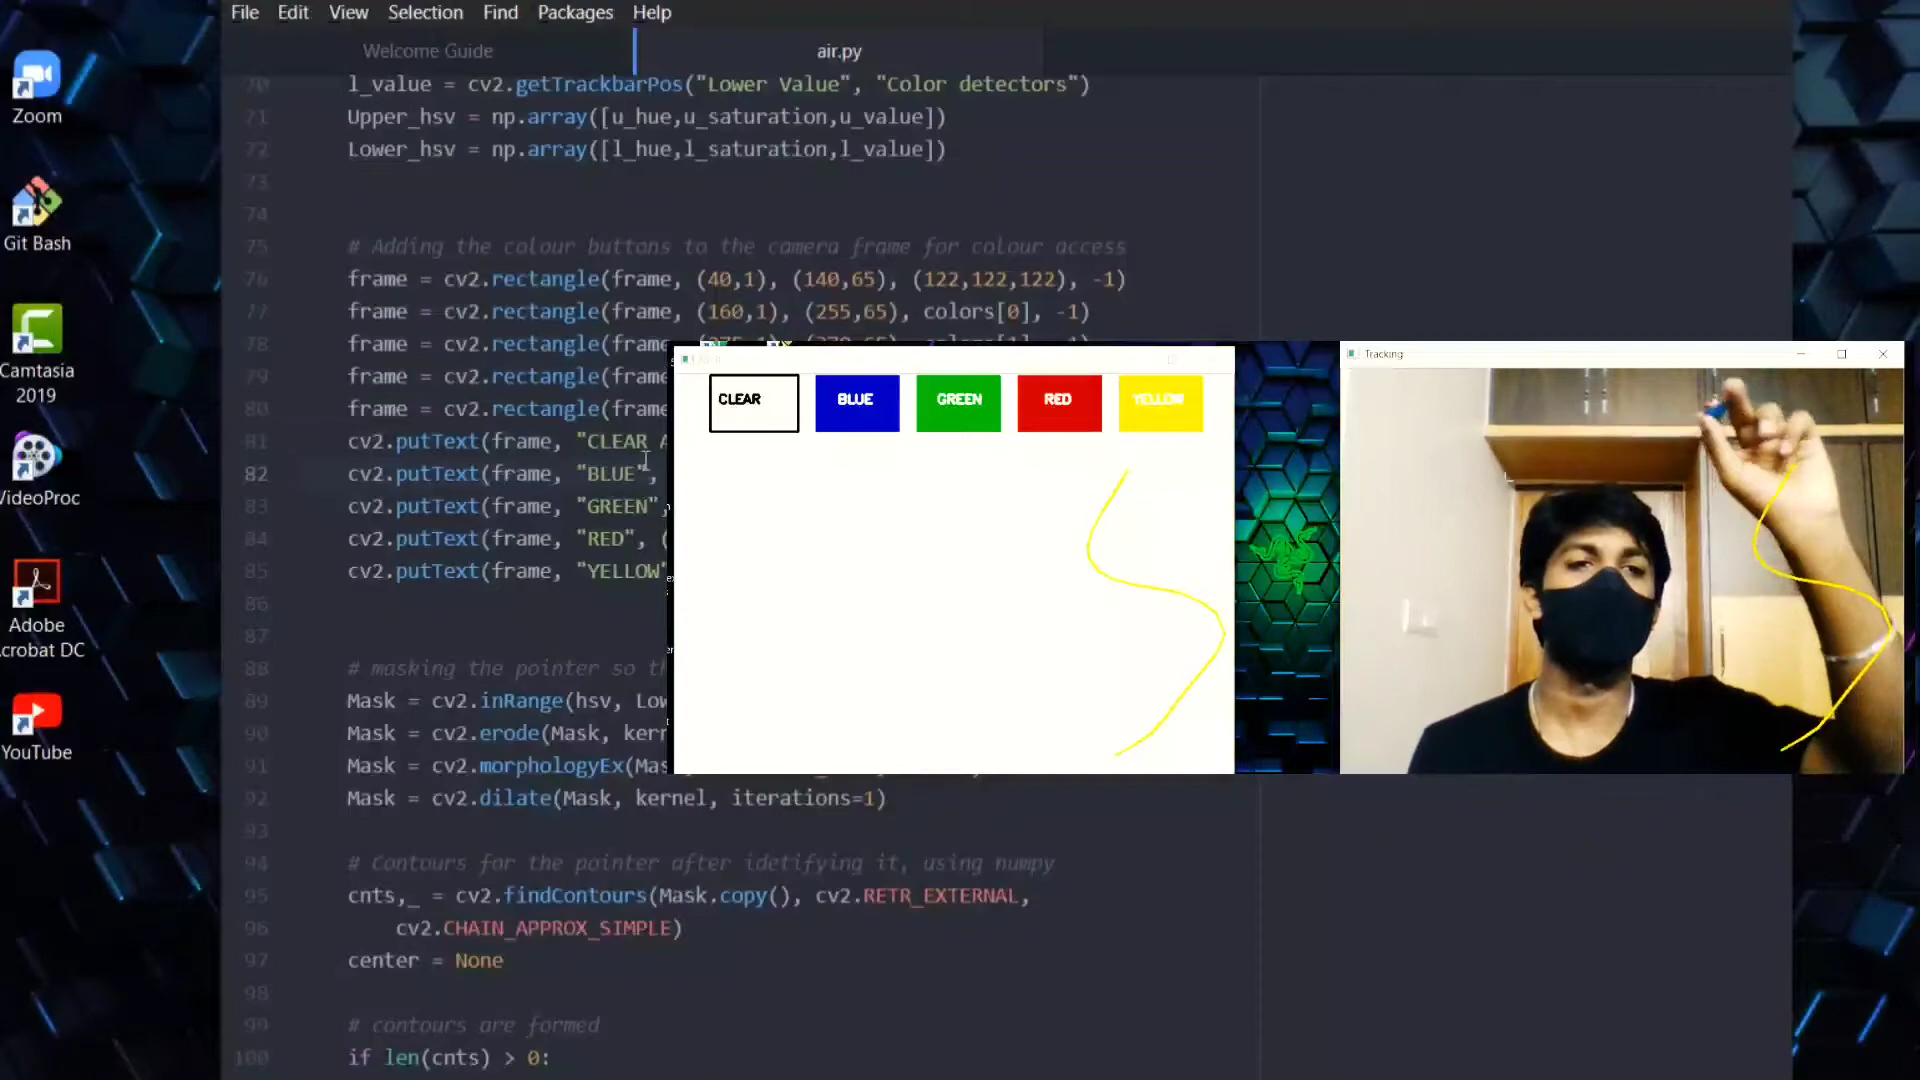 File Edit View Selection Find Packages Help
Welcome Guide
air.py
70 l_value = cv2.getTrackbarPos("Lower Value", "Color detectors")
71 Upper_hsv = np.array([u_hue,u_saturation,u_value])
72 Lower_hsv = np.array([l_hue,l_saturation,l_value])
73
74
75 # Adding the colour buttons to the camera frame for colour access
76 frame = cv2.rectangle(frame, (40,1), (140,65), (122,122,122), -1)
77 frame = cv2.rectangle(frame, (160,1), (255,65), colors[0], -1)
78 frame = cv2.rectangle(frame,
79 frame = cv2.rectangle(frame
80 frame = cv2.rectangle(frame
81 cv2.putText(frame, "CLEAR A
82 cv2.putText(frame, "BLUE",
83 cv2.putText(frame, "GREEN",
84 cv2.putText(frame, "RED", (
85 cv2.putText(frame, "YELLOW"
86
87
88 # masking the pointer so th
89 Mask = cv2.inRange(hsv, Low
90 Mask = cv2.erode(Mask, kern
91 Mask = cv2.morphologyEx(Mas
92 Mask = cv2.dilate(Mask, kernel, iterations=1)
93
94 # Contours for the pointer after idetifying it, using numpy
95 cnts,_ = cv2.findContours(Mask.copy(), cv2.RETR_EXTERNAL,
96 cv2.CHAIN_APPROX_SIMPLE)
97 center = None
98
99 # contours are formed
100 if len(cnts) > 0:
Zoom
Git Bash
Camtasia
2019
VideoProc
Adobe
crobat DC
YouTube
CLEAR BLUE GREEN RED YELLOW
Tracking